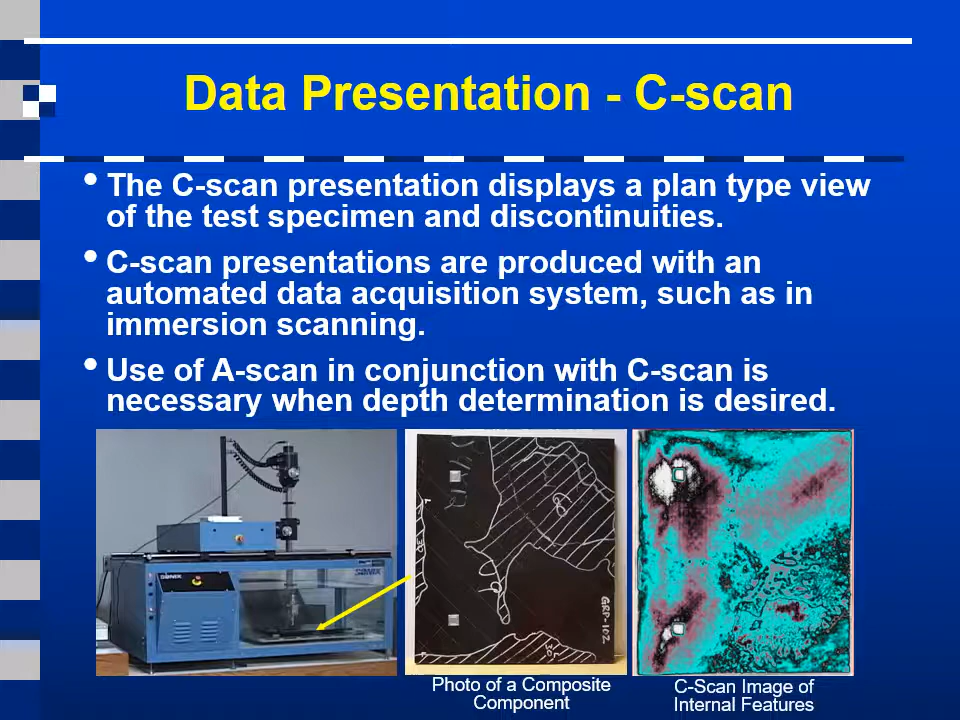 Data Presentation - C-scan
• The C-scan presentation displays a plan type view
of the test specimen and discontinuities.
• C-scan presentations are produced with an
automated data acquisition system, such as in
immersion scanning.
• Use of A-scan in conjunction with C-scan is
necessary when depth determination is desired.
GRP-102
Photo of a Composite
Component
C-Scan Image of
Internal Features